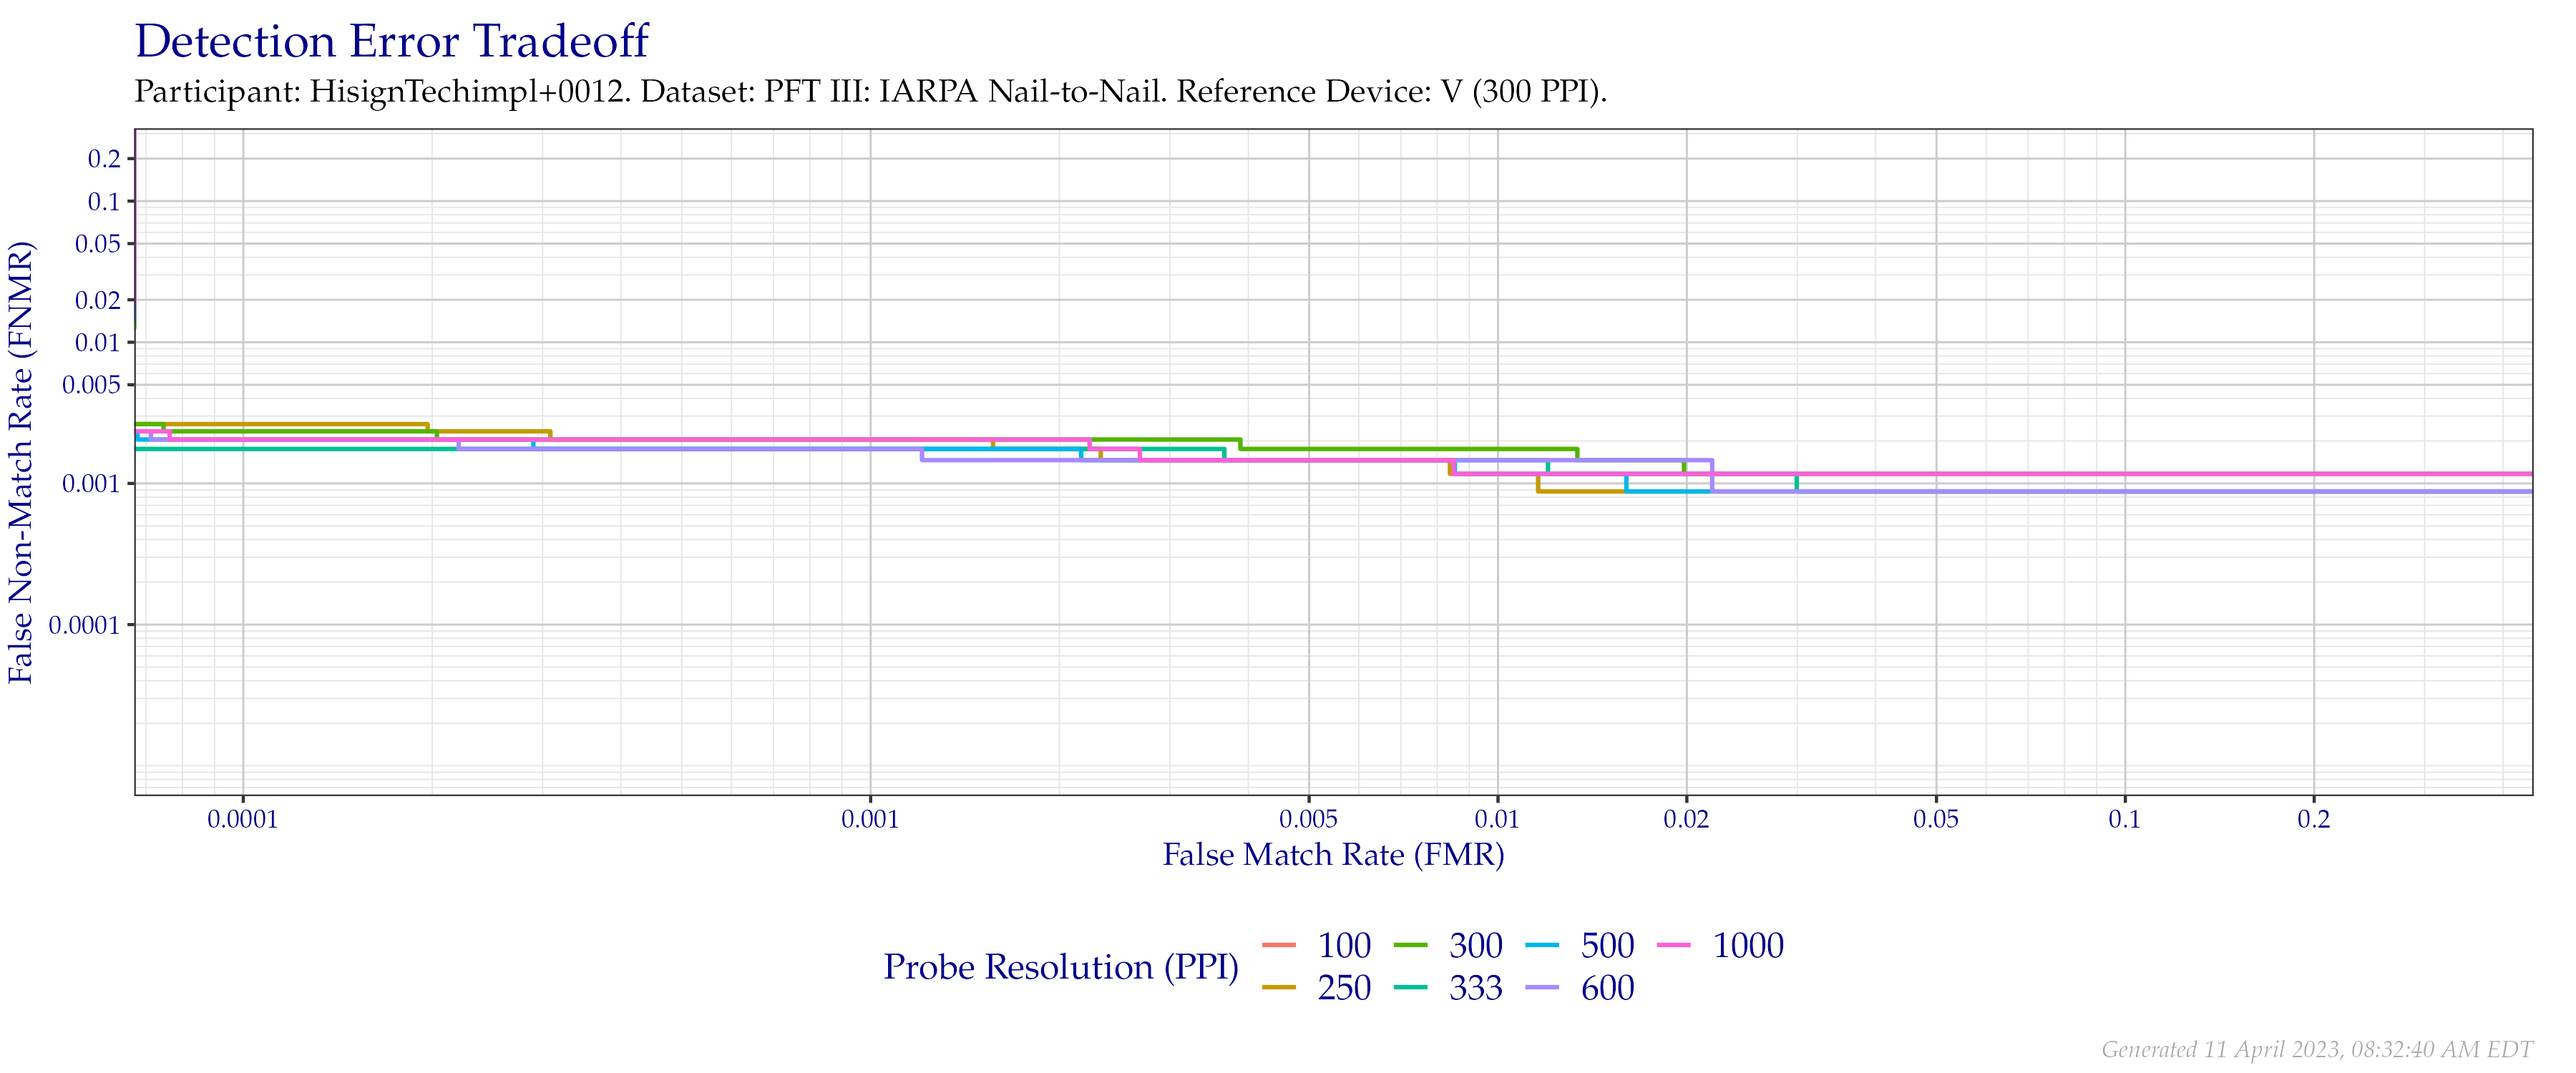 Detection Error Tradeoff
Participant: HisignTechimpl+0012. Dataset: PFT III: IARPA Nail-to-Nail. Reference Device: V (300 PPI).
False Non-Match Rate (FNMR)
0.2
0.1
0.05
0.02
0.01
0.005
0.001
0.0001
0.0001 0.001 0.005 0.01 0.02 0.05 0.1 0.2
False Match Rate (FMR)
Probe Resolution (PPI)
100 300 500 1000
250 333 600
Generated 11 April 2023, 08:32:40 AM EDT